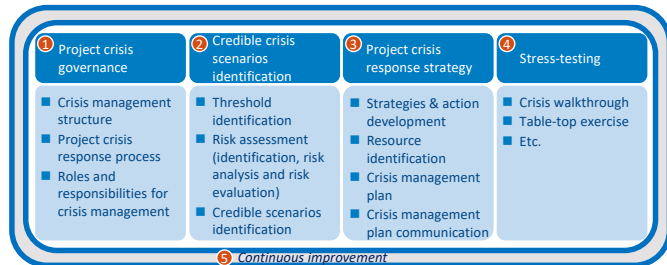 1 Project crisis
governance
Crisis management
structure
Project crisis
response process
Roles and
responsibilities for
crisis management
2 Credible crisis
scenarios
identification
Threshold
identification
Risk assessment
(identification, risk
analysis and risk
evaluation)
Credible scenarios
identification
3 Project crisis
response strategy
Strategies & action
development
Resource
identification
Crisis management
plan
Crisis management
plan communication
4 Stress-testing
Crisis walkthrough
Table-top exercise
Etc.
5 Continuous improvement